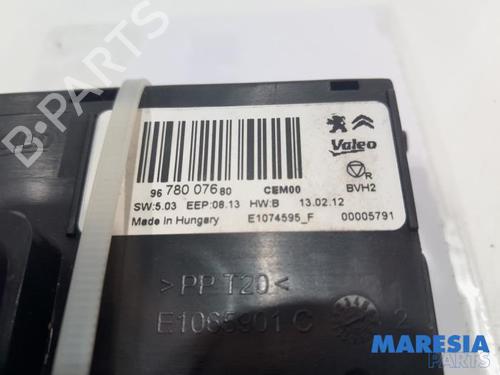 B-PARTS
Valeo
R
BVH2
96 780 076 80 CEM00
SW:5.03 EEP:08.13 HW:B 13.02.12
Made in Hungary E1074595_F 00005791
>PP T20<
E1065901 C
2
MARESIA
PARTS